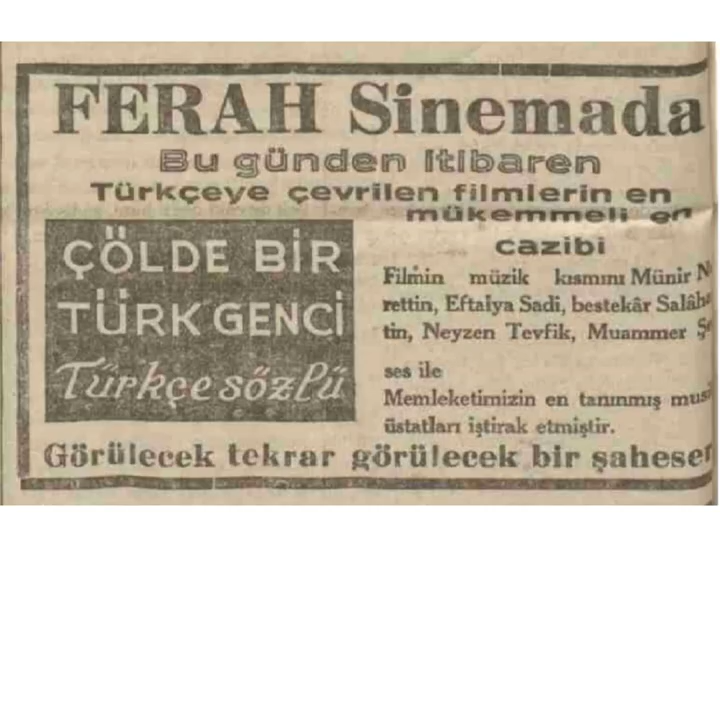 FERAH Sinemada
Bu günden itibaren
Türkçeye çevrilen filmlerin en
mükemmeli en
cazibi
ÇÖLDE BİR
TÜRK GENCİ
Türkçe sözlü
Filmin müzik kısmını Münir
rettin, Eftalya Sadi, bestekâr
tin, Neyzen Tevfik, Muammer
ses ile
Memleketimizin en tanınmış
üstatları iştirak etmiştir.
Görülecek tekrar görülecek bir şaheser